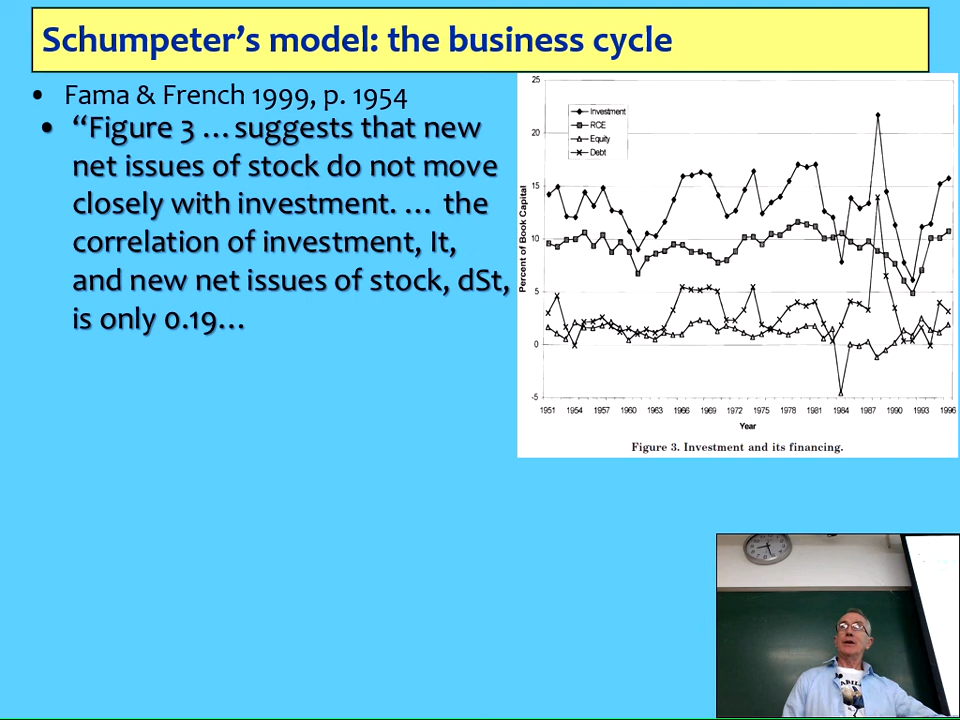 Schumpeter’s model: the business cycle
• Fama & French 1999, p. 1954
• “Figure 3 …suggests that new
net issues of stock do not move
closely with investment. … the
correlation of investment, It,
and new net issues of stock, dSt,
is only 0.19…
25
20
15
10
5
0
-5
Percent of Book Capital
Investment
RCE
Equity
Debt
1951 1954 1957 1960 1963 1966 1969 1972 1975 1978 1981 1984 1987 1990 1993 1996
Year
Figure 3. Investment and its financing.